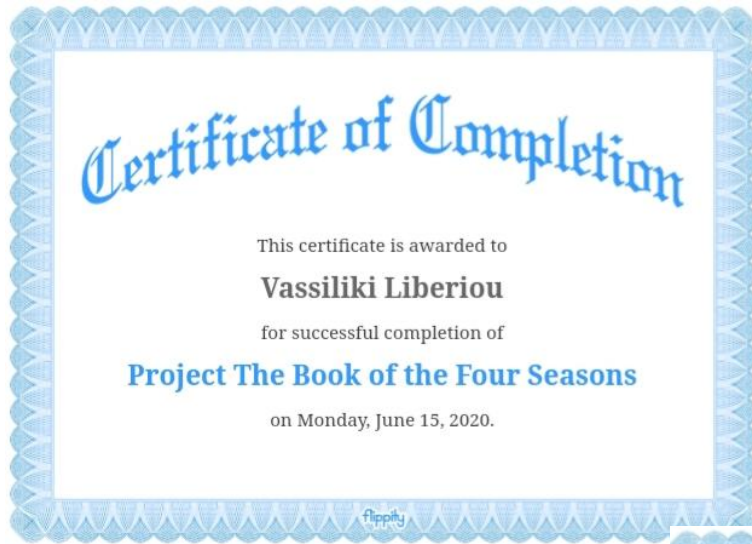 Certificate of Completion
This certificate is awarded to
Vassiliki Liberiou
for successful completion of
Project The Book of the Four Seasons
on Monday, June 15, 2020.
flippity